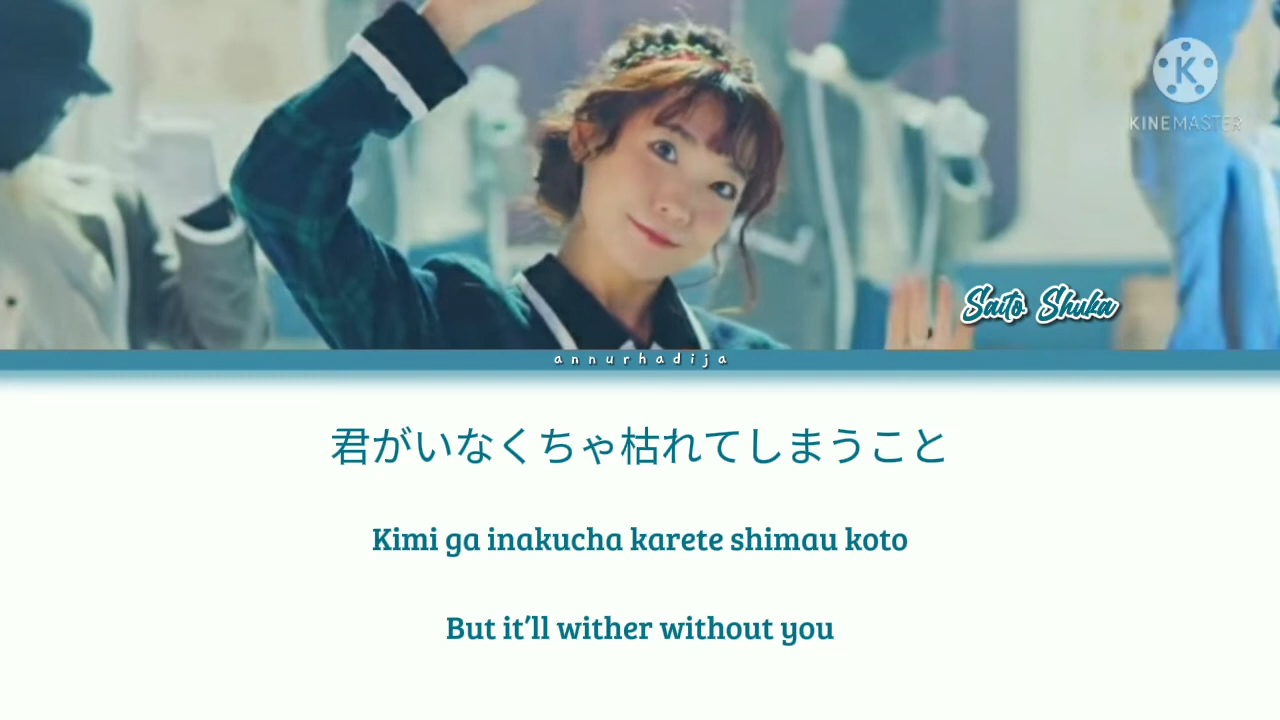 KINEMASTER
Saito Shuka
annurhadija
君がいなくちゃ枯れてしまうこと
Kimi ga inakucha karete shimau koto
But it'll wither without you